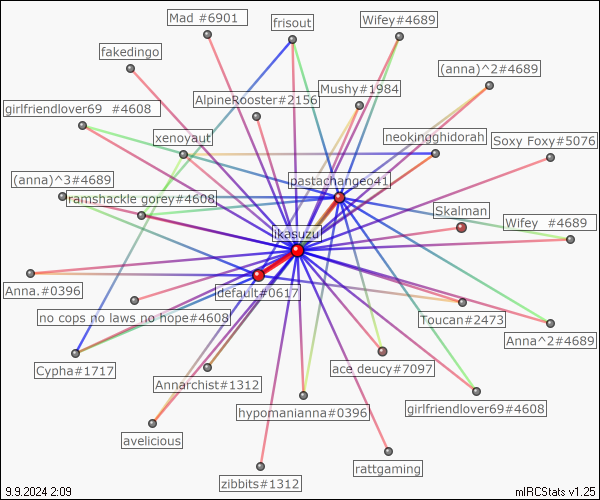 Mad #6901
frisout
Wifey#4689
fakedingo
(anna)^2#4689
Mushy#1984
AlpineRooster#2156
girlfriendlover69  #4608
xenoyaut
neokingghidorah
Soxy Foxy#5076
(anna)^3#4689
pastachangeo41
ramshackle gorey#4608
Skalman
Wifey  #4689
ikasuzu
Anna.#0396
default#0617
no cops no laws no hope#4608
Toucan#2473
Anna^2#4689
Cypha#1717
ace deucy#7097
Annarchist#1312
girlfriendlover69#4608
hypomanianna#0396
avelicious
rattgaming
zibbits#1312
9.9.2024 2:09
mIRCStats v1.25